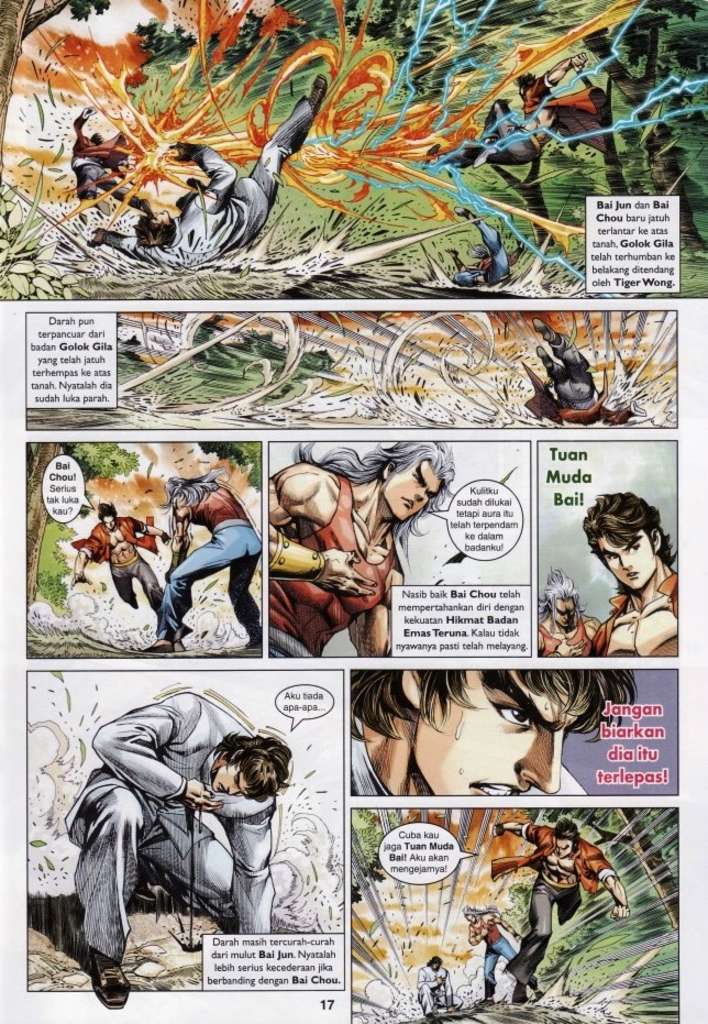 Bai Jun dan Bai
Chou baru jatuh
terlantar ke atas
tanah, Golok Gila
telah terhumban ke
belakang ditendang
oleh Tiger Wong.
Darah pun
terpancuar dari
badan Golok Gila
yang telah jatuh
terhempas ke atas
tanah. Nyatalah dia
sudah luka parah.
Bai
Chou!
Serius
tak luka
kau?
Kulitku
sudah dilukai
tetapi aura itu
telah terpendam
ke dalam
badanku!
Nasib baik Bai Chou telah
mempertahankan diri dengan
kekuatan Hikmat Badan
Emas Teruna. Kalau tidak
nyawanya pasti telah melayang.
Tuan
Muda
Bai!
Aku tiada
apa-apa...
Darah masih tercurah-curah
dari mulut Bai Jun. Nyatalah
lebih serius kecederaan jika
berbanding dengan Bai Chou.
Jangan
biarkan
dia itu
terlepas!
Cuba kau
jaga Tuan Muda
Bai! Aku akan
mengejarnya!
17